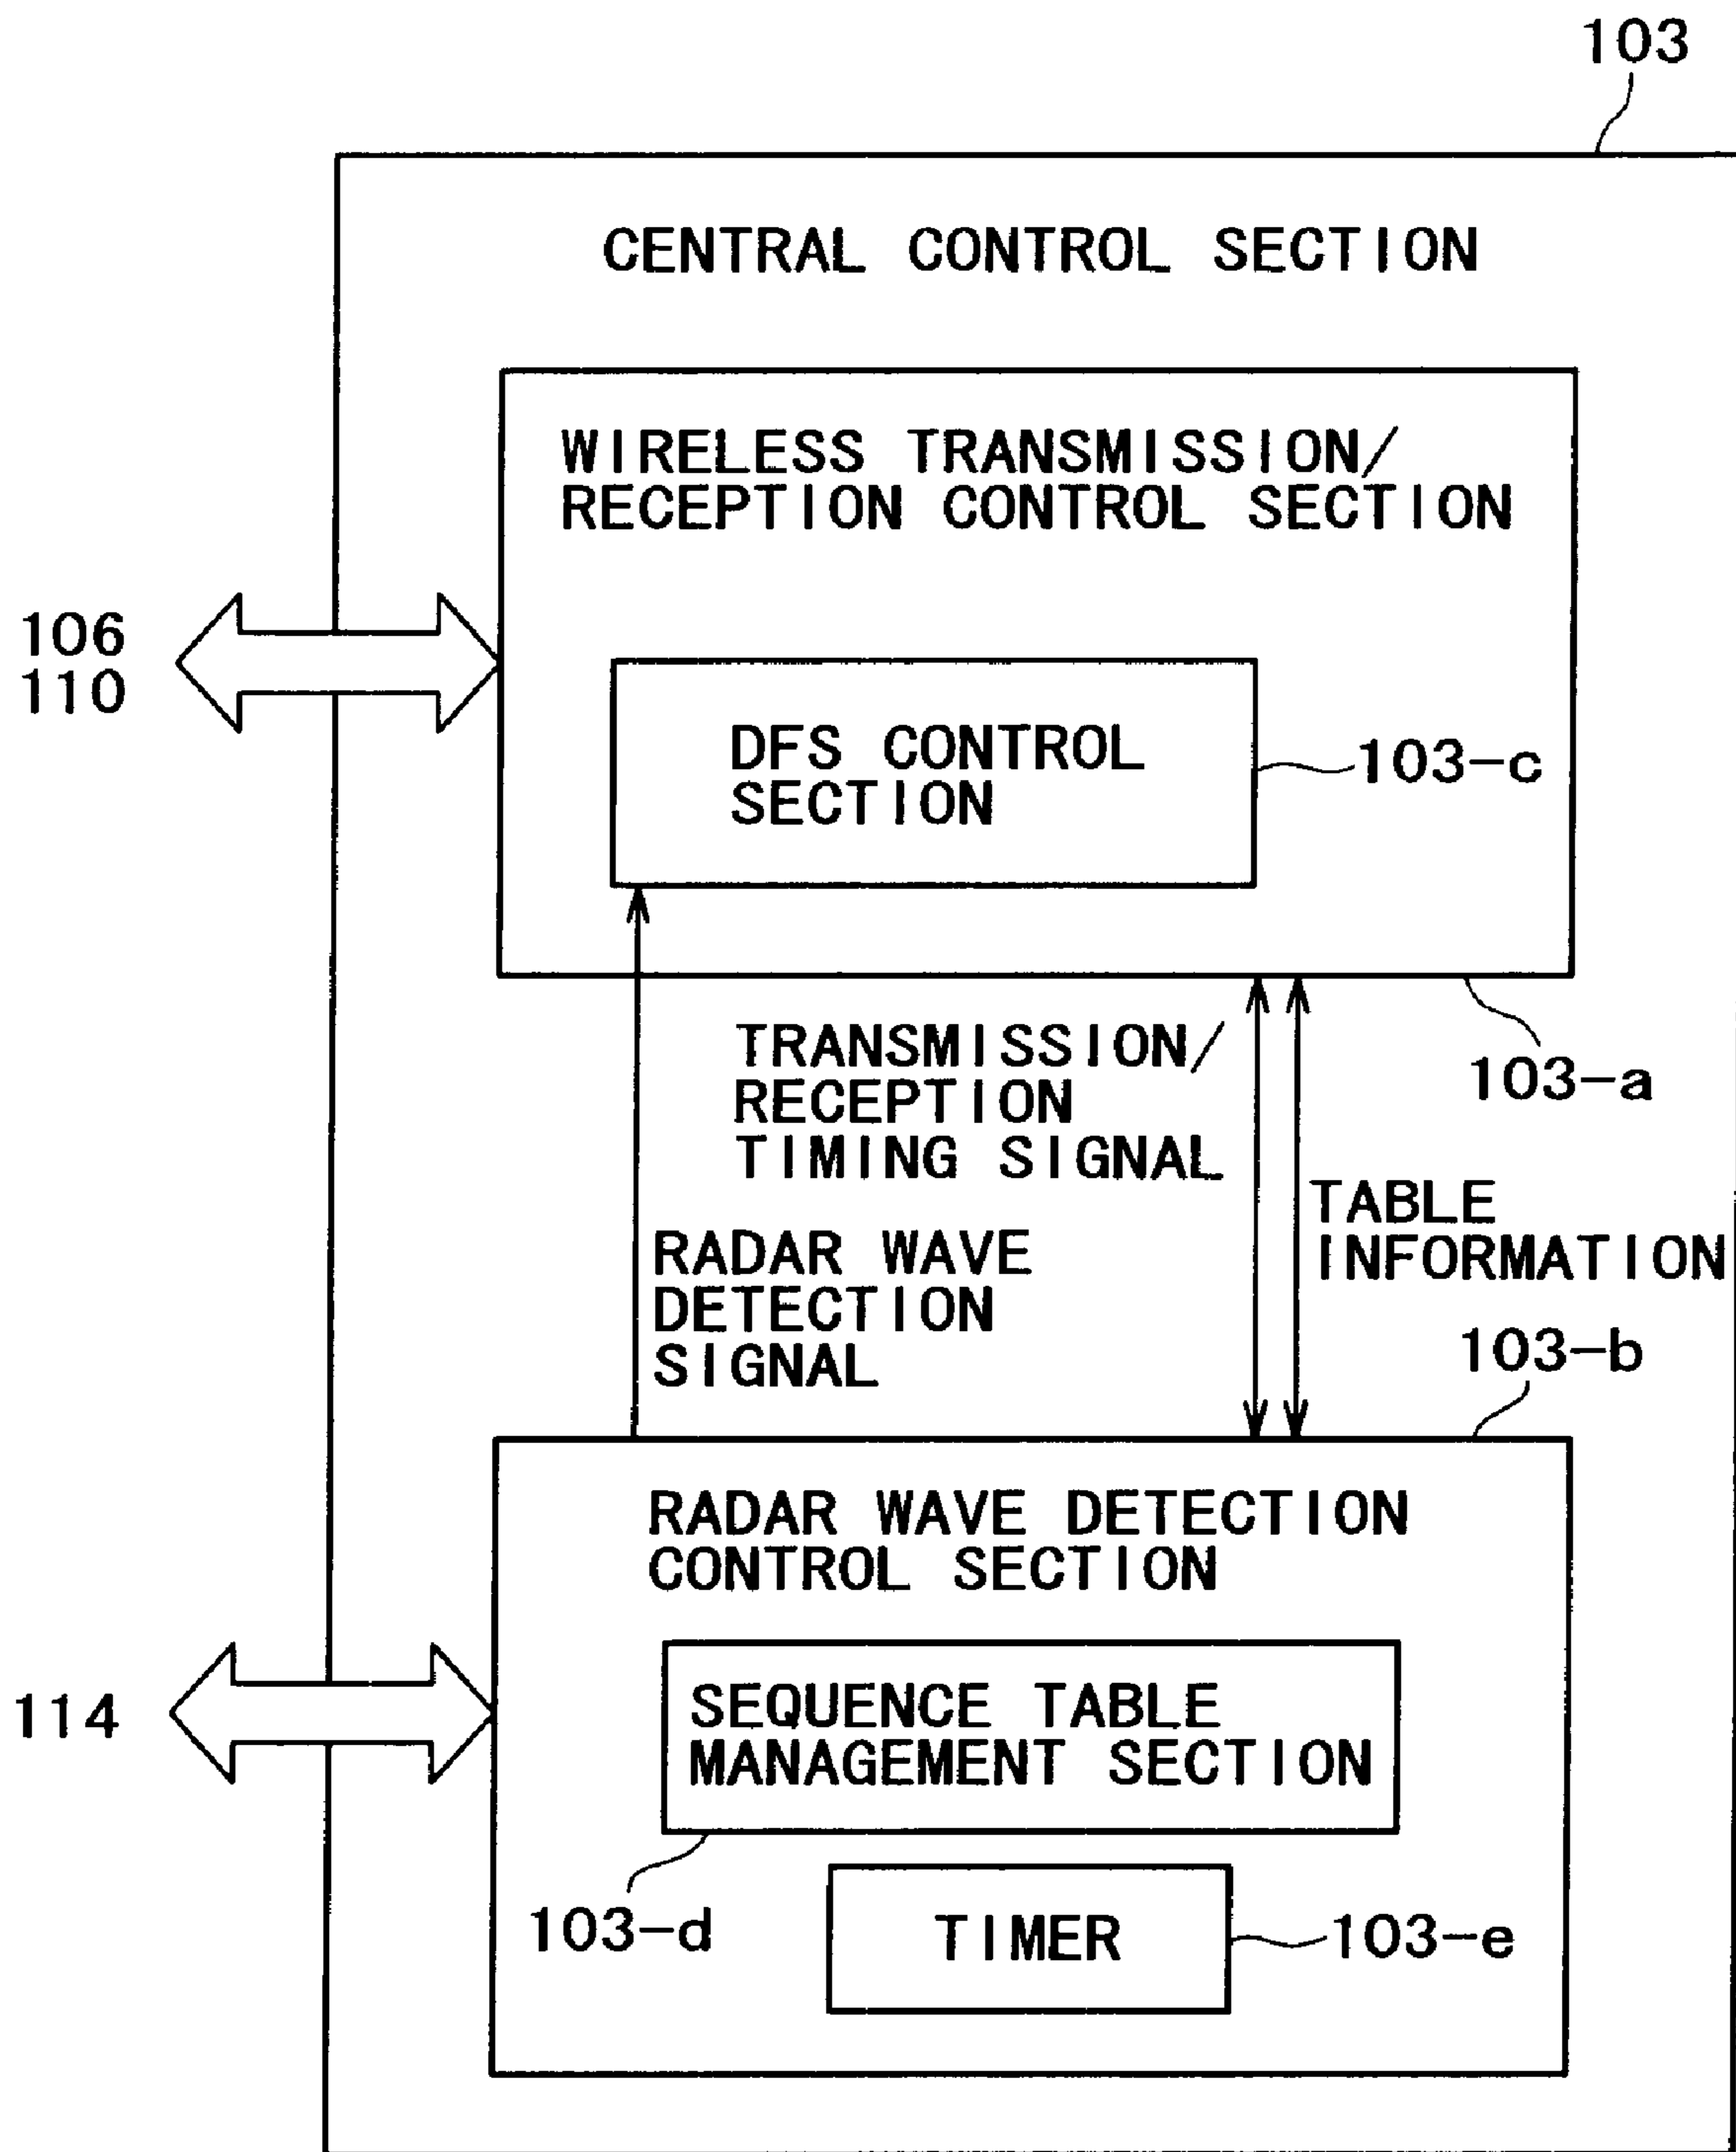 103
CENTRAL CONTROL SECTION
WIRELESS TRANSMISSION/
RECEPTION CONTROL SECTION
106
110
DFS CONTROL
SECTION
103-c
TRANSMISSION/
RECEPTION
TIMING SIGNAL
103-a
TABLE
INFORMATION
RADAR WAVE
DETECTION
SIGNAL
103-b
RADAR WAVE DETECTION
CONTROL SECTION
114
SEQUENCE TABLE
MANAGEMENT SECTION
103-d
TIMER
103-e